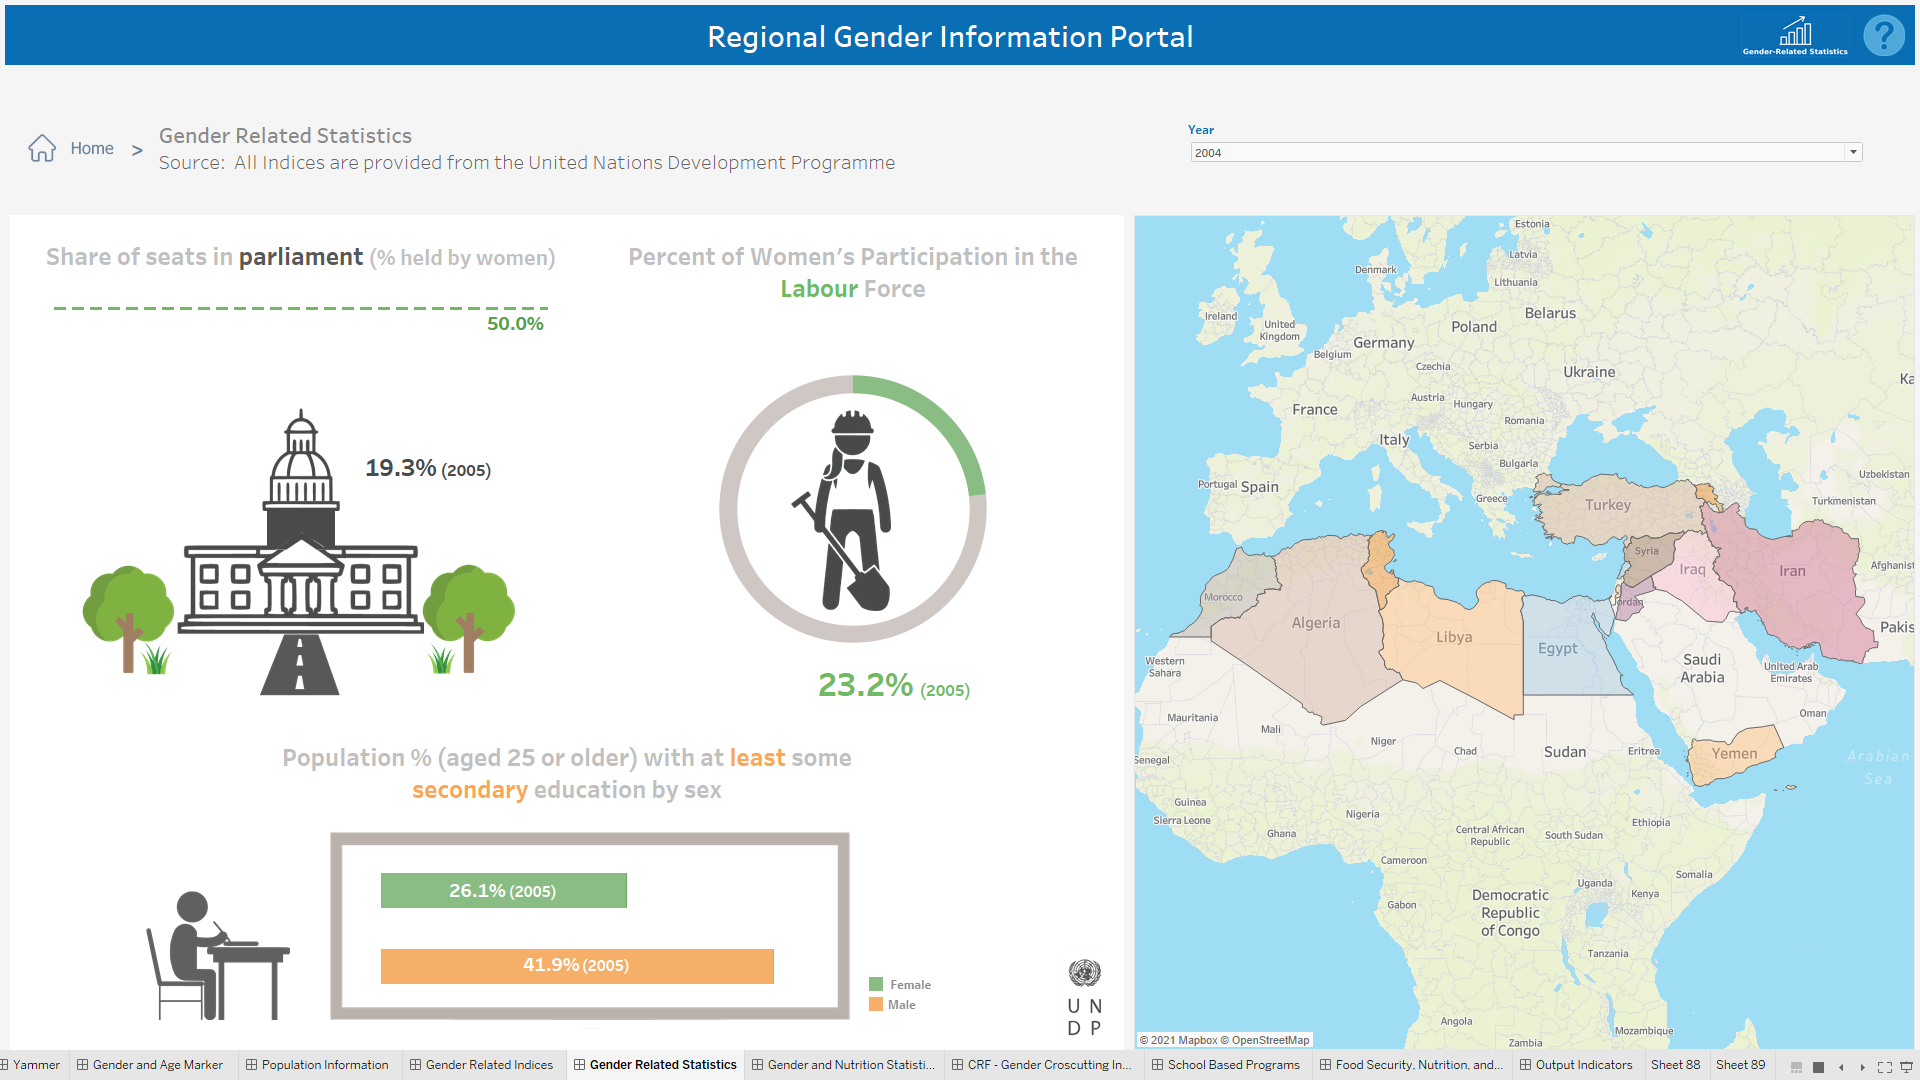 Regional Gender Information Portal
Gender-Related Statistics
?
Home >
Gender Related Statistics
Source: All Indices are provided from the United Nations Development Programme
Year
2004
Share of seats in parliament (% held by women)
50.0%
19.3% (2005)
Percent of Women's Participation in the
Labour Force
23.2% (2005)
Population % (aged 25 or older) with at least some
secondary education by sex
26.1% (2005)
41.9% (2005)
Female
Male
U N
D P
Estonia
Latvia
Denmark
Lithuania
Ireland
United
Kingdom
Belarus
Poland
Germany
Belgium
Czechia
Ukraine
Ka
Austria
Hungary
France
Romania
Italy
Serbia
Bulgaria
Uzbekistan
Portugal
Spain
Greece
Turkmenistan
Turkey
Syria
Iraq
Iran
Afghanist
Morocco
Jordan
Algeria
Libya
Egypt
Pakis
Western
Sahara
Saudi
Arabia
United Arab
Emirates
Mauritania
Mali
Niger
Chad
Sudan
Eritrea
Oman
Yemen
Arabian
Sea
Senegal
Guinea
Sierra Leone
Ghana
Nigeria
Central African
Republic
South Sudan
Ethiopia
Cameroon
Somalia
Uganda
Kenya
Gabon
Democratic
Republic
of Congo
Tanzania
Angola
Mozambique
Zambia
© 2021 Mapbox © OpenStreetMap
Yammer
Gender and Age Marker
Population Information
Gender Related Indices
Gender Related Statistics
Gender and Nutrition Statisti...
CRF - Gender Croscutting In...
School Based Programs
Food Security, Nutrition, and...
Output Indicators
Sheet 88
Sheet 89